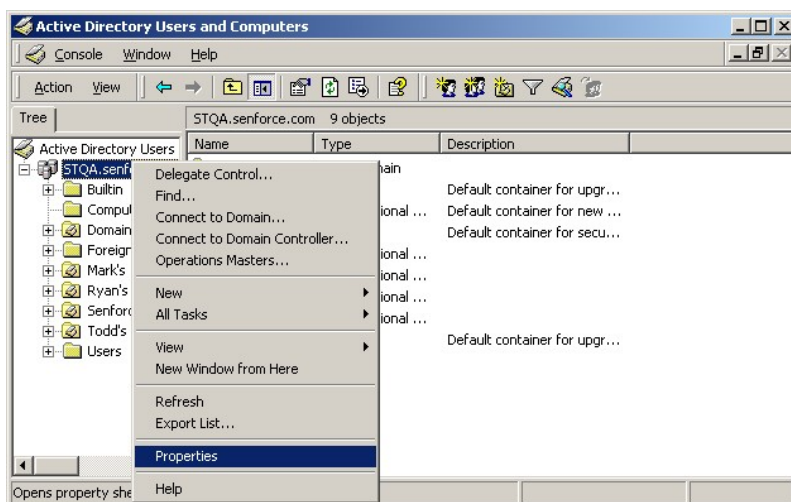 Active Directory Users and Computers
Console Window Help
Action View
Tree
STQA.senforce.com 9 objects
Active Directory Users
Name Type Description
STQA.senf
Builtin
Compu
Domain
Foreign
Mark's
Ryan's
Senforc
Todd's
Users
Delegate Control...
Find...
Connect to Domain...
Connect to Domain Controller...
Operations Masters...
New
All Tasks
View
New Window from Here
Refresh
Export List...
Properties
Help
ain
Default container for upgr...
ional ... Default container for new ...
Default container for secu...
ional ...
ional ...
ional ...
ional ...
Default container for upgr...
Opens property she